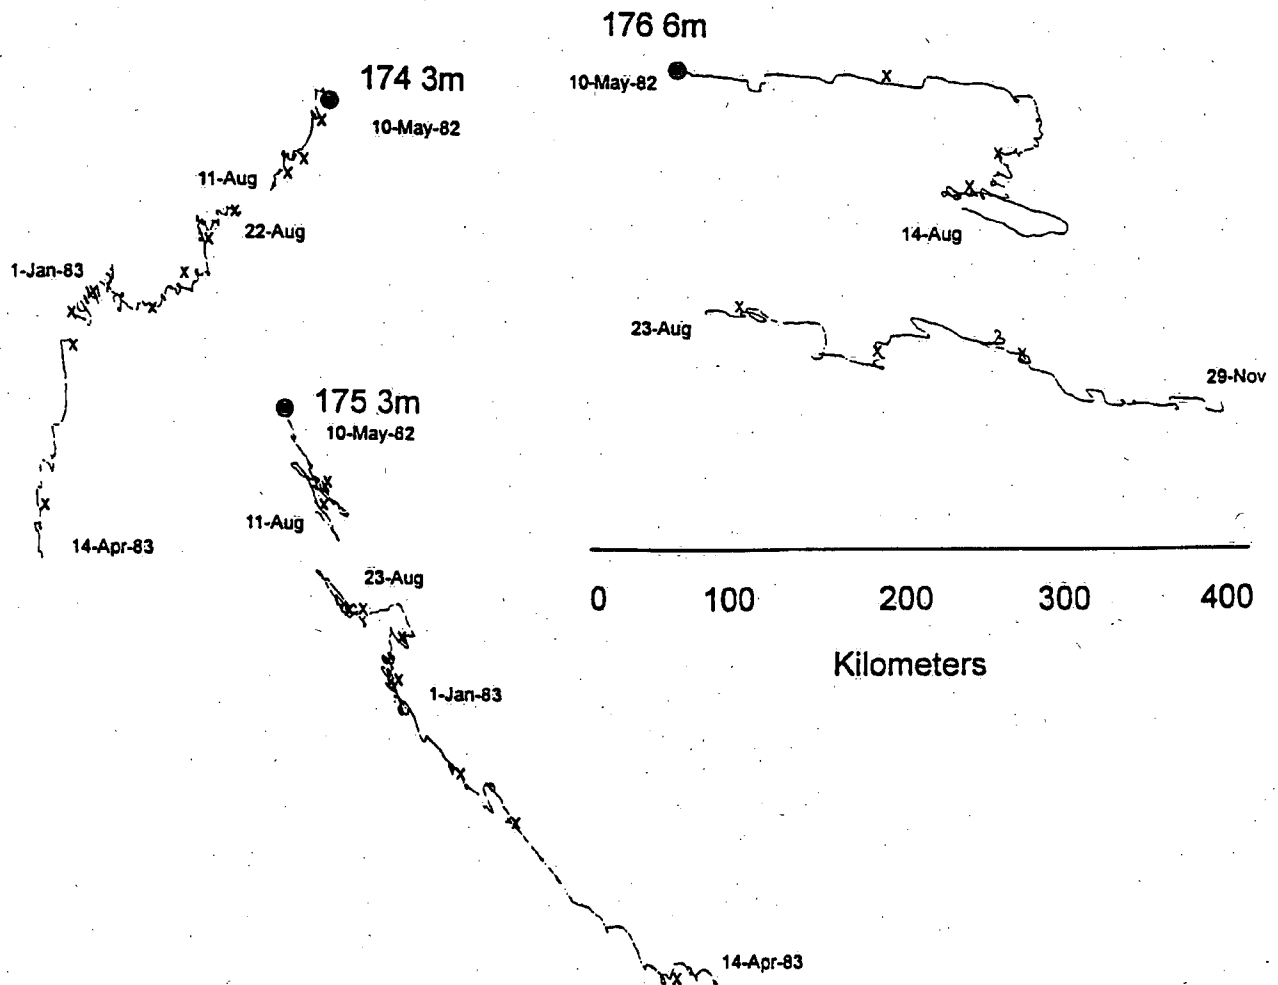 176 6m
10-May-82
174 3m
10-May-82
11-Aug
22-Aug
14-Aug
1-Jan-83
23-Aug
29-Nov
175 3m
10-May-82
11-Aug
14-Apr-83
23-Aug
0 100 200 300 400
Kilometers
1-Jan-83
14-Apr-83